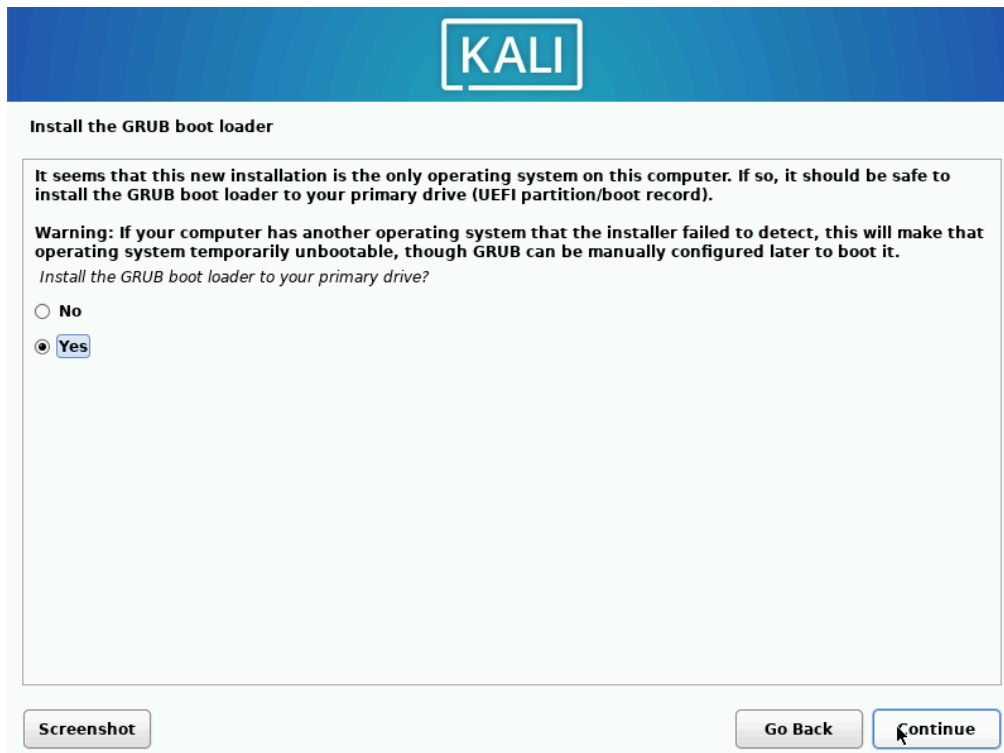 KALI
Install the GRUB boot loader
It seems that this new installation is the only operating system on this computer. If so, it should be safe to
install the GRUB boot loader to your primary drive (UEFI partition/boot record).
Warning: If your computer has another operating system that the installer failed to detect, this will make that
operating system temporarily unbootable, though GRUB can be manually configured later to boot it.
Install the GRUB boot loader to your primary drive?
No
Yes
Screenshot
Go Back
Continue